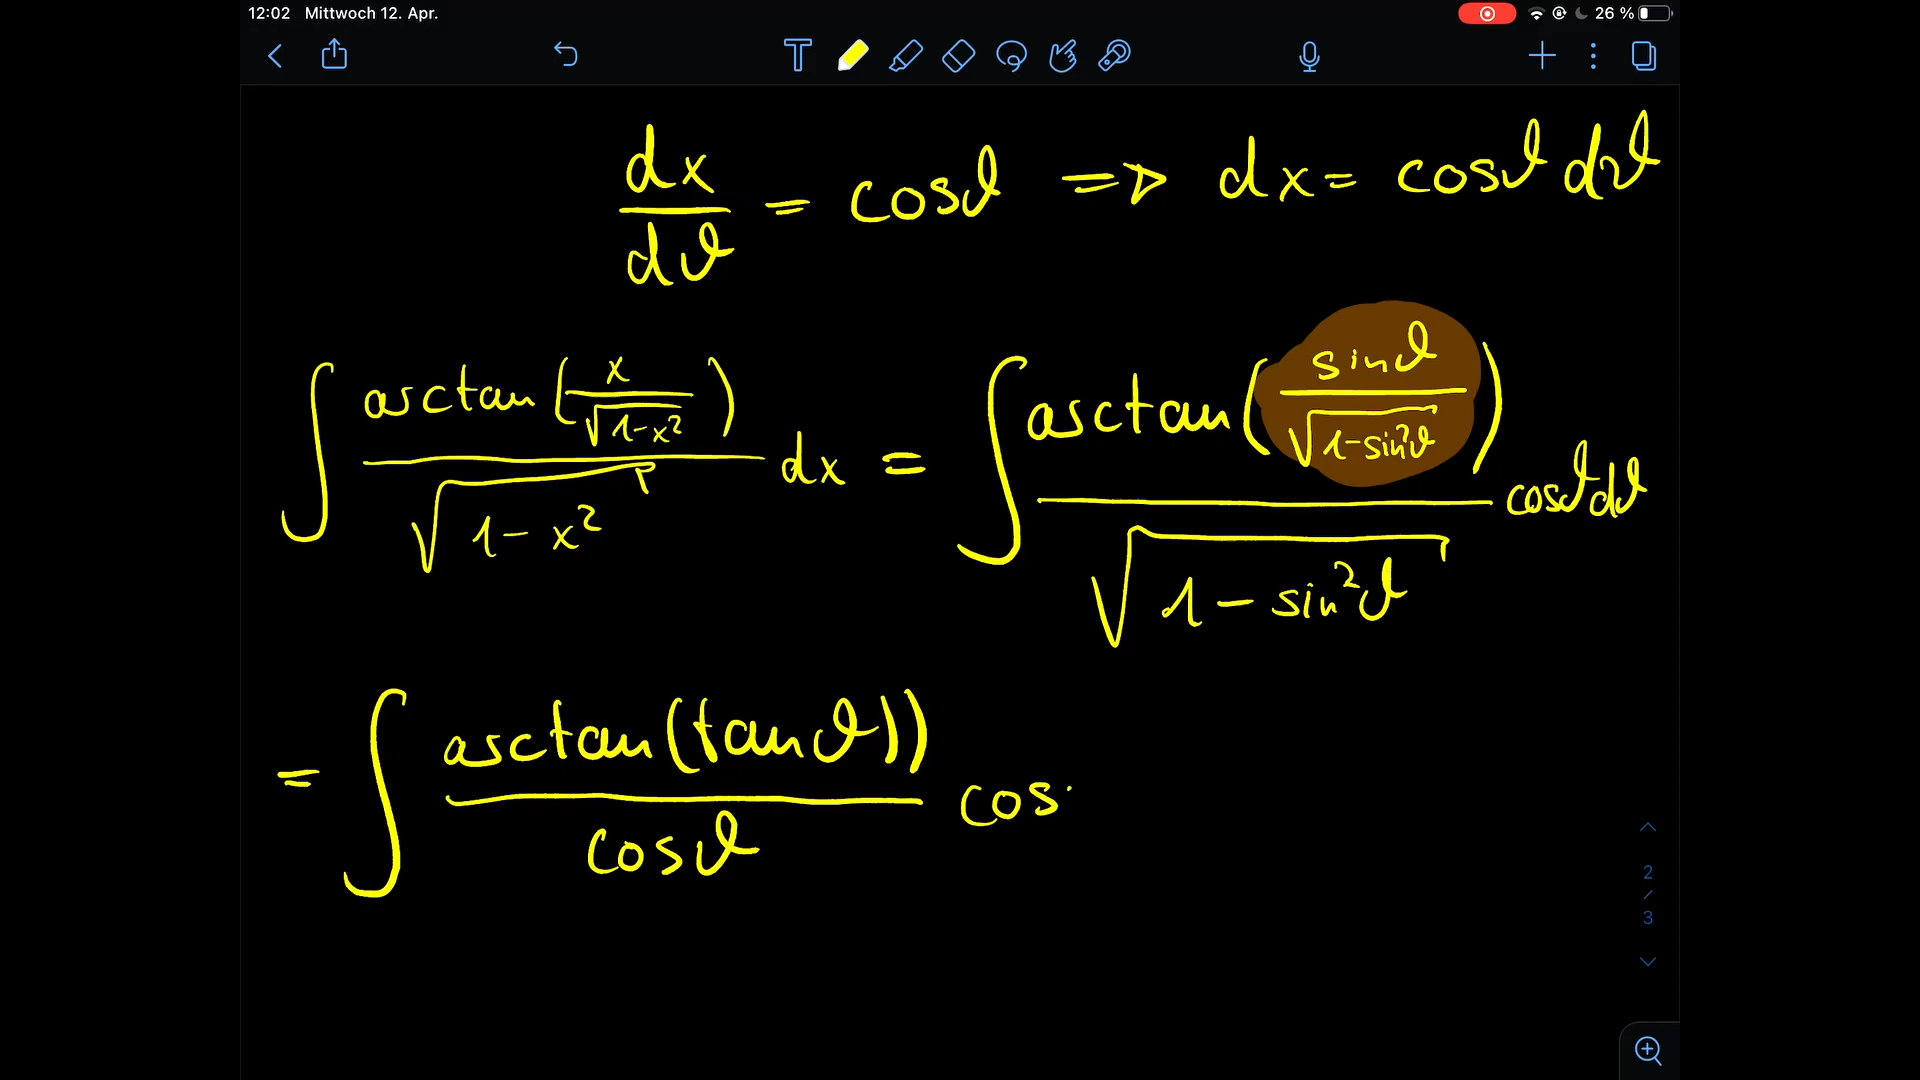 12:02 Mittwoch 12. Apr. 26 %
dx/dϑ = cosϑ => dx = cosϑ dϑ
∫ arctan(x/√(1-x²)) / √(1-x²) dx = ∫ arctan(sinϑ/√(1-sin²ϑ)) / √(1-sin²ϑ) cosϑ dϑ
= ∫ arctan(tanϑ)) / cosϑ cos
2
/
3